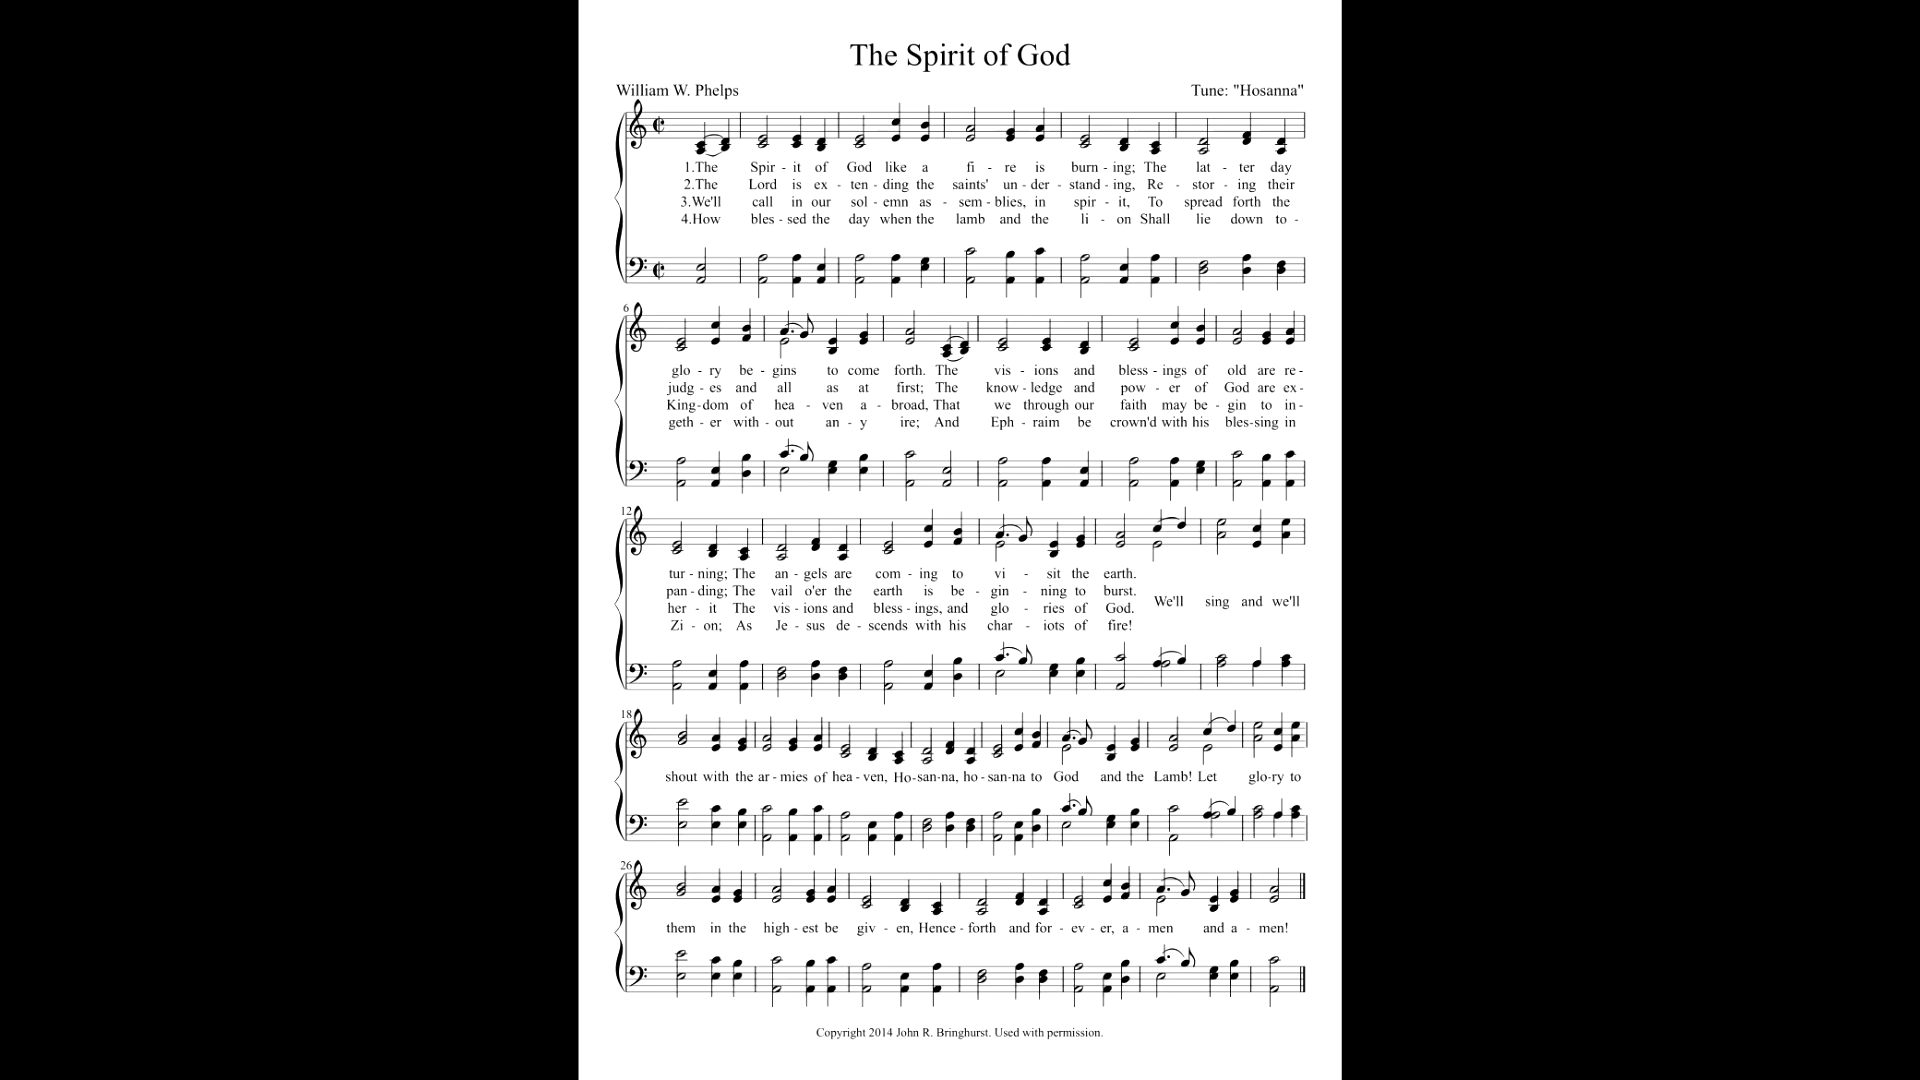 The Spirit of God
William W. Phelps
Tune: "Hosanna"
1.The Spir - it of God like a fi - re is burn - ing; The lat - ter day
2.The Lord is ex - ten - ding the saints' un - der - stand - ing, Re - stor - ing their
3.We'll call in our sol - emn as - sem - blies, in spir - it, To spread forth the
4.How bles - sed the day when the lamb and the li - on Shall lie down to -
6
glo - ry be - gins to come forth. The vis - ions and bless - ings of old are re -
judg - es and all as at first; The know - ledge and pow - er of God are ex -
King - dom of hea - ven a - broad, That we through our faith may be - gin to in -
geth - er with - out an - y ire; And Eph - raim be crown'd with his bles - sing in
12
tur - ning; The an - gels are com - ing to vi - sit the earth.
pan - ding; The vail o'er the earth is be - gin - ning to burst.
her - it The vis - ions and bless - ings, and glo - ries of God.
We'll sing and we'll
Zi - on; As Je - sus de - scends with his char - iots of fire!
18
shout with the ar - mies of hea - ven, Ho - san - na, ho - san - na to God and the Lamb! Let glo - ry to
26
them in the high - est be giv - en, Hence - forth and for - ev - er, a - men and a - men!
Copyright 2014 John R. Bringhurst. Used with permission.